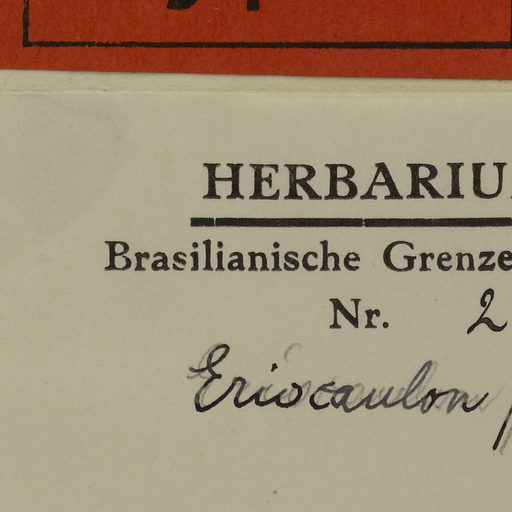 HERBARIU
Brasilianische Grenze
Nr. 2
Eriocaulon